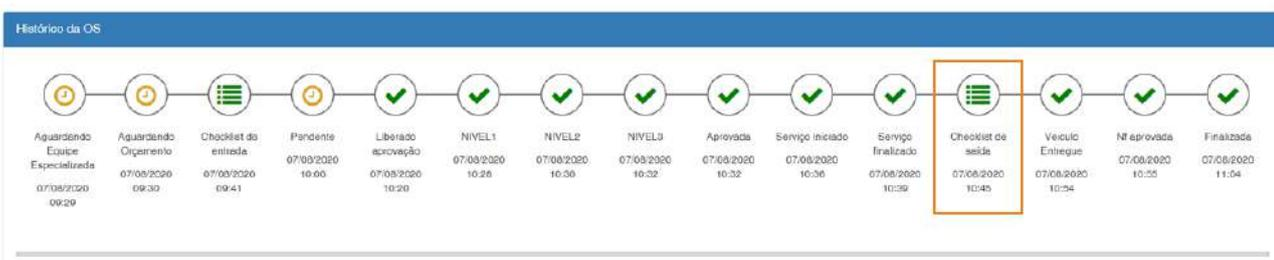 Histórico da OS
Aguardando
Equipe
Especializada
07/08/2020
09:29
Aguardando
Orçamento
07/08/2020
09:30
Checklist de
entrada
07/08/2020
09:41
Pendente
07/08/2020
10:00
Liberado
aprovação
07/08/2020
10:20
NIVEL1
07/08/2020
10:28
NIVEL2
07/08/2020
10:30
NIVEL3
07/08/2020
10:32
Aprovada
07/08/2020
10:32
Serviço Iniciado
07/08/2020
10:36
Serviço
finalizado
07/08/2020
10:39
Checklist de
saída
07/08/2020
10:45
Veiculo
Entregue
07/08/2020
10:54
Nf aprovada
07/08/2020
10:55
Finalizada
07/08/2020
11:04